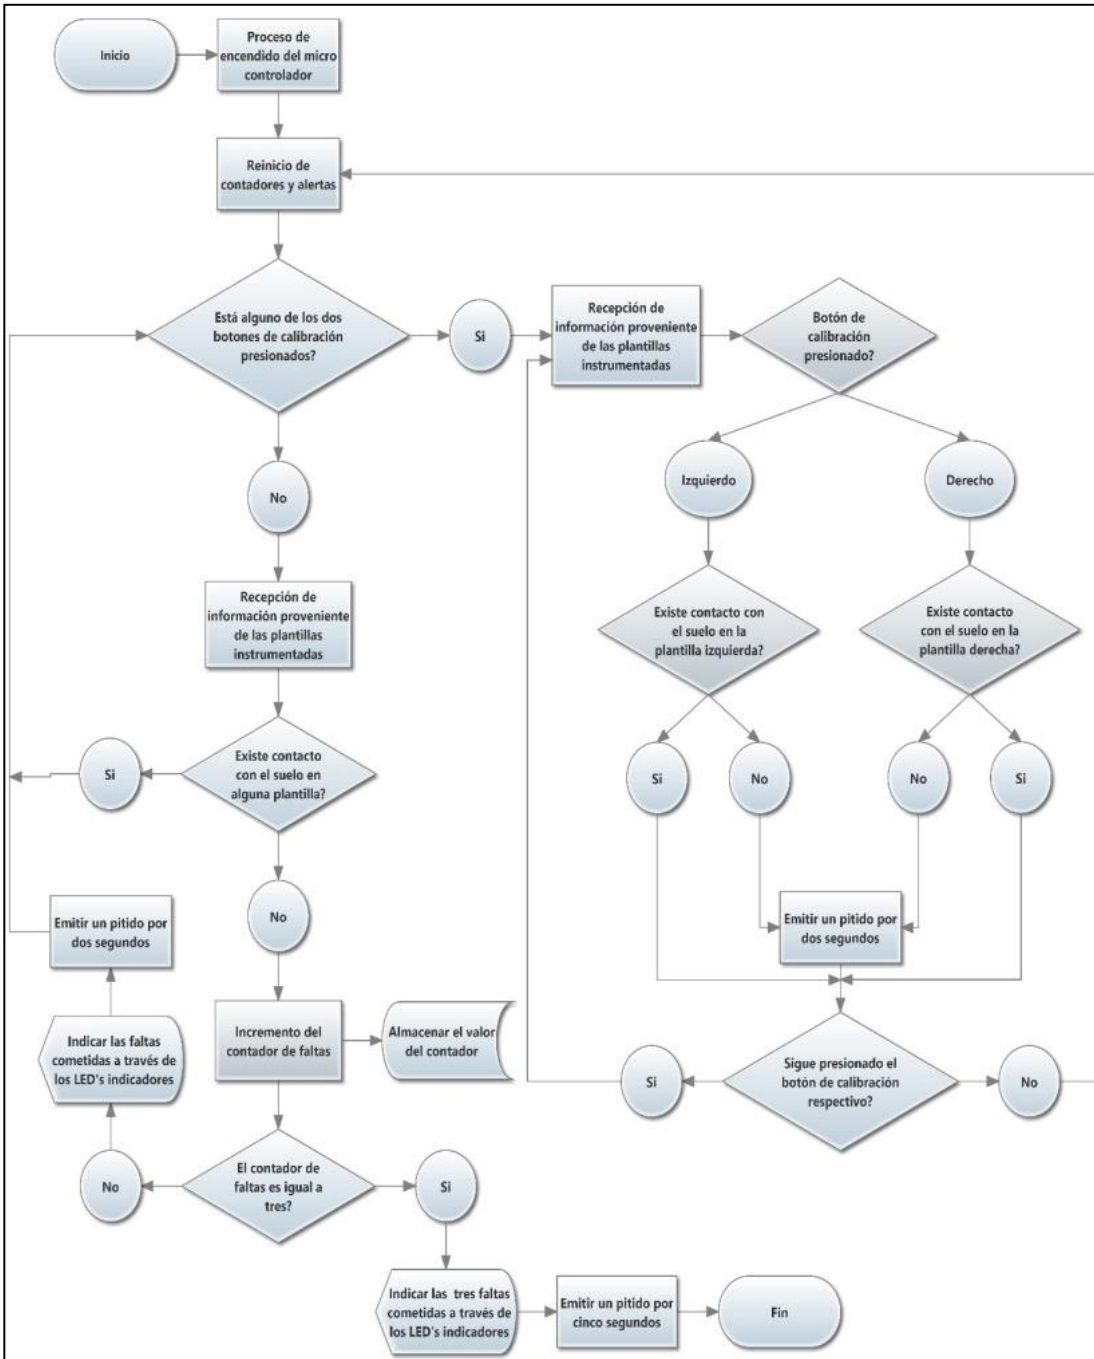 Inicio
Proceso de
encendido del micro
controlador
Reinicio de
contadores y alertas
Está alguno de los dos
botones de calibración
presionados?
Si
Recepción de
información proveniente
de las plantillas
instrumentadas
Botón de
calibración
presionado?
Izquierdo
Derecho
No
Recepción de
información proveniente
de las plantillas
instrumentadas
Existe contacto con
el suelo en la
plantilla izquierda?
Existe contacto
con el suelo en la
plantilla derecha?
Si
No
No
Si
Existe contacto
con el suelo en
alguna plantilla?
Si
No
Emitir un pitido por
dos segundos
Emitir un pitido por
dos segundos
Indicar las faltas
cometidas a través de
los LED's indicadores
Incremento del
contador de faltas
Almacenar el valor
del contador
Sigue presionado el
botón de calibración
respectivo?
Si
No
El contador de
faltas es igual a
tres?
No
Si
Indicar las tres faltas
cometidas a través de
los LED's indicadores
Emitir un pitido por
cinco segundos
Fin